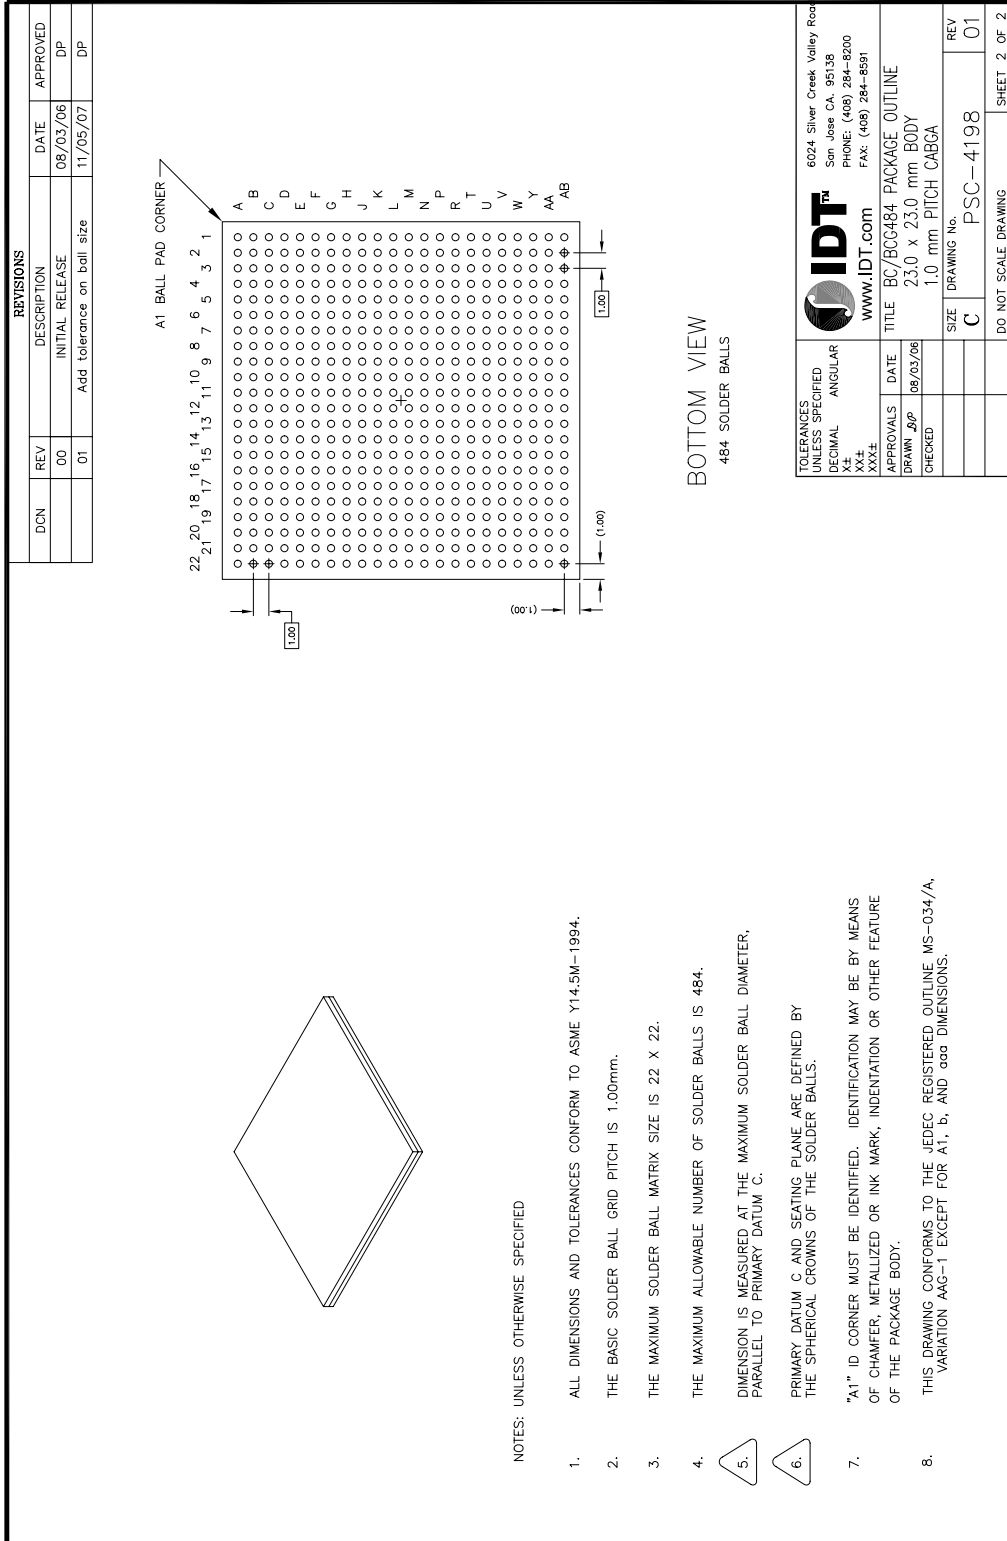 REVISIONS
DCN REV DESCRIPTION DATE APPROVED
00 INITIAL RELEASE 08/03/06 DP
01 Add tolerance on ball size 11/05/07 DP
A1 BALL PAD CORNER
22 21 20 19 18 17 16 15 14 13 12 11 10 9 8 7 6 5 4 3 2 1
A
B
C
D
E
F
G
H
J
K
L
M
N
P
R
T
U
V
W
Y
AA
AB
1.00
1.00
(1.00)
(1.00)
BOTTOM VIEW
484 SOLDER BALLS
NOTES: UNLESS OTHERWISE SPECIFIED
1. ALL DIMENSIONS AND TOLERANCES CONFORM TO ASME Y14.5M-1994.
2. THE BASIC SOLDER BALL GRID PITCH IS 1.00mm.
3. THE MAXIMUM SOLDER BALL MATRIX SIZE IS 22 X 22.
4. THE MAXIMUM ALLOWABLE NUMBER OF SOLDER BALLS IS 484.
5. DIMENSION IS MEASURED AT THE MAXIMUM SOLDER BALL DIAMETER,
PARALLEL TO PRIMARY DATUM C.
6. PRIMARY DATUM C AND SEATING PLANE ARE DEFINED BY
THE SPHERICAL CROWNS OF THE SOLDER BALLS.
7. "A1" ID CORNER MUST BE IDENTIFIED. IDENTIFICATION MAY BE BY MEANS
OF CHAMFER, METALLIZED OR INK MARK, INDENTATION OR OTHER FEATURE
OF THE PACKAGE BODY.
8. THIS DRAWING CONFORMS TO THE JEDEC REGISTERED OUTLINE MS-034/A,
VARIATION AAG-1 EXCEPT FOR A1, b, AND aaa DIMENSIONS.
TOLERANCES
UNLESS SPECIFIED
DECIMAL ANGULAR
X±
XX±
XXX±
APPROVALS DATE
DRAWN 08/03/06
CHECKED
IDT™
www.IDT.com
6024 Silver Creek Valley Road
San Jose CA. 95138
PHONE: (408) 284-8200
FAX: (408) 284-8591
TITLE BC/BCG484 PACKAGE OUTLINE
23.0 x 23.0 mm BODY
1.0 mm PITCH CABGA
SIZE DRAWING No. REV
C PSC-4198 01
DO NOT SCALE DRAWING SHEET 2 OF 2